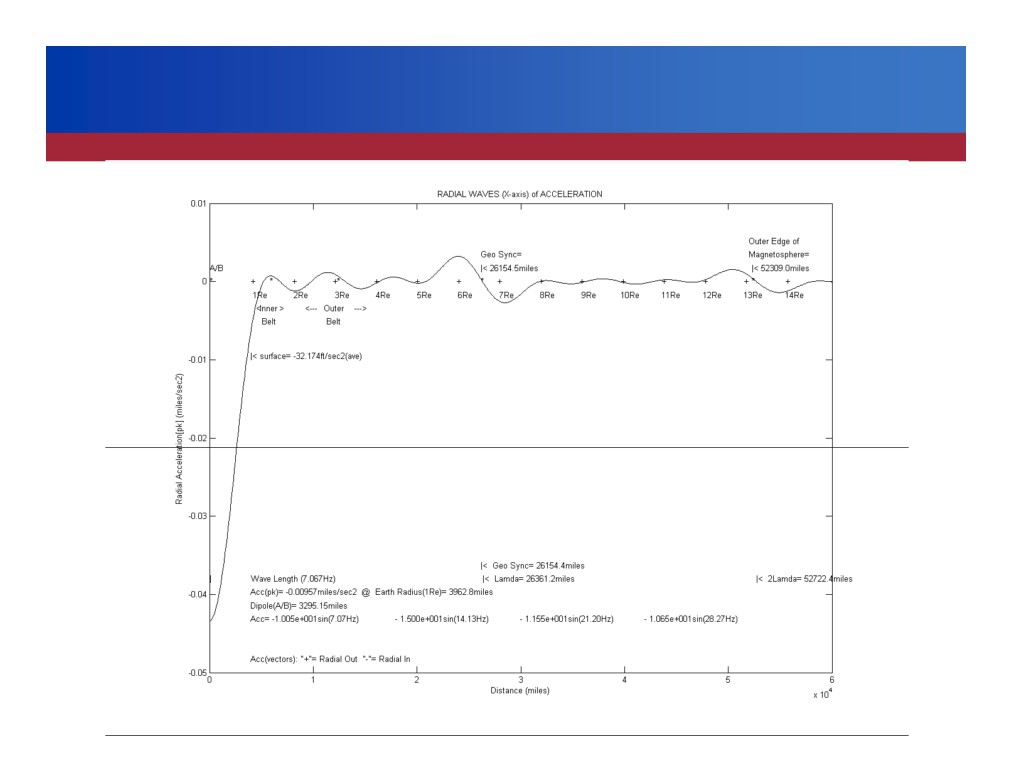 RADIAL WAVES (X-axis) of ACCELERATION
0.01
Outer Edge of
Geo Sync= Magnetosphere=
A/B |< 26154.5miles |< 52309.0miles
0
1Re 2Re 3Re 4Re 5Re 6Re 7Re 8Re 9Re 10Re 11Re 12Re 13Re 14Re
<Inner > <--- Outer --->
Belt Belt
|< surface= -32.174ft/sec2(ave)
-0.01
Radial Acceleration[pk] (miles/sec2)
-0.02
-0.03
|< Geo Sync= 26154.4miles
Wave Length (7.067Hz) |< Lamda= 26361.2miles |< 2Lamda= 52722.4miles
Acc(pk)= -0.00957miles/sec2 @ Earth Radius(1Re)= 3962.8miles
-0.04
Dipole(A/B)= 3295.15miles
Acc= -1.005e+001sin(7.07Hz) - 1.500e+001sin(14.13Hz) - 1.155e+001sin(21.20Hz) - 1.065e+001sin(28.27Hz)
Acc(vectors): "+"= Radial Out "-"= Radial In
-0.05
0 1 2 3 4 5 6
Distance (miles)
x 10^4